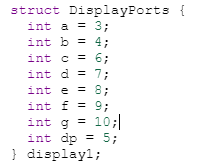 struct DisplayPorts {
int a = 3;
int b = 4;
int c = 6;
int d = 7;
int e = 8;
int f = 9;
int g = 10;
int dp = 5;
} display1;